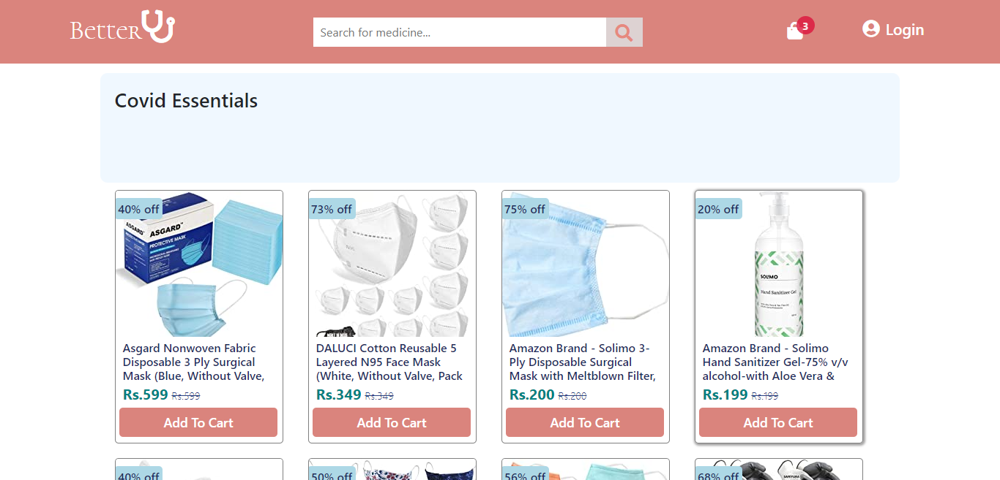 BetterU
Search for medicine...
3
Login
Covid Essentials
40% off
ASGARD
ASGARD
PROTECTIVE MASK
Asgard Nonwoven Fabric
Disposable 3 Ply Surgical
Mask (Blue, Without Valve,
Rs.599 Rs.599
Add To Cart
73% off
N95
DALUCI Cotton Reusable 5
Layered N95 Face Mask
(White, Without Valve, Pack
Rs.349 Rs.349
Add To Cart
75% off
Amazon Brand - Solimo 3-
Ply Disposable Surgical
Mask with Meltblown Filter,
Rs.200 Rs.200
Add To Cart
20% off
SOLIMO
Hand Sanitizer Gel
Amazon Brand - Solimo
Hand Sanitizer Gel-75% v/v
alcohol-with Aloe Vera &
Rs.199 Rs.199
Add To Cart
40% off
50% off
56% off
68% off
SAFEYURA